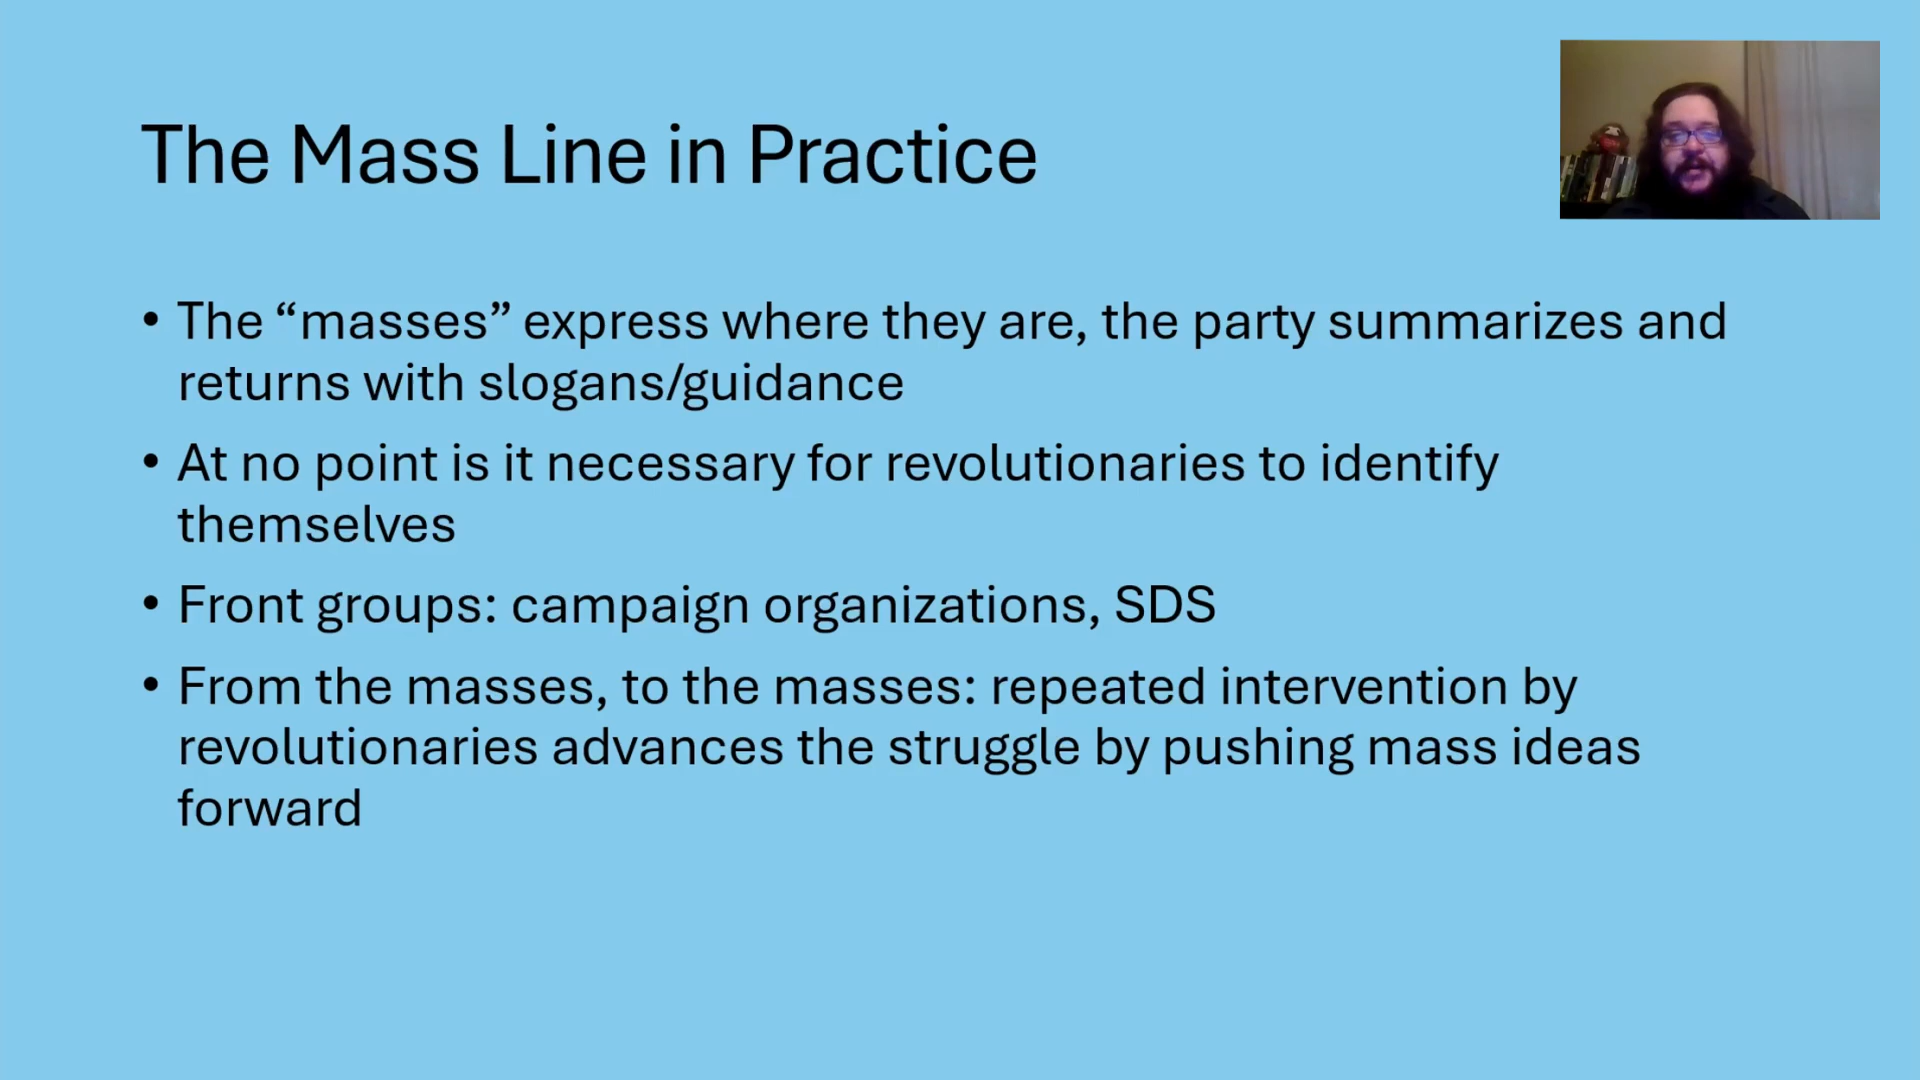 The Mass Line in Practice
• The “masses” express where they are, the party summarizes and
returns with slogans/guidance
• At no point is it necessary for revolutionaries to identify
themselves
• Front groups: campaign organizations, SDS
• From the masses, to the masses: repeated intervention by
revolutionaries advances the struggle by pushing mass ideas
forward